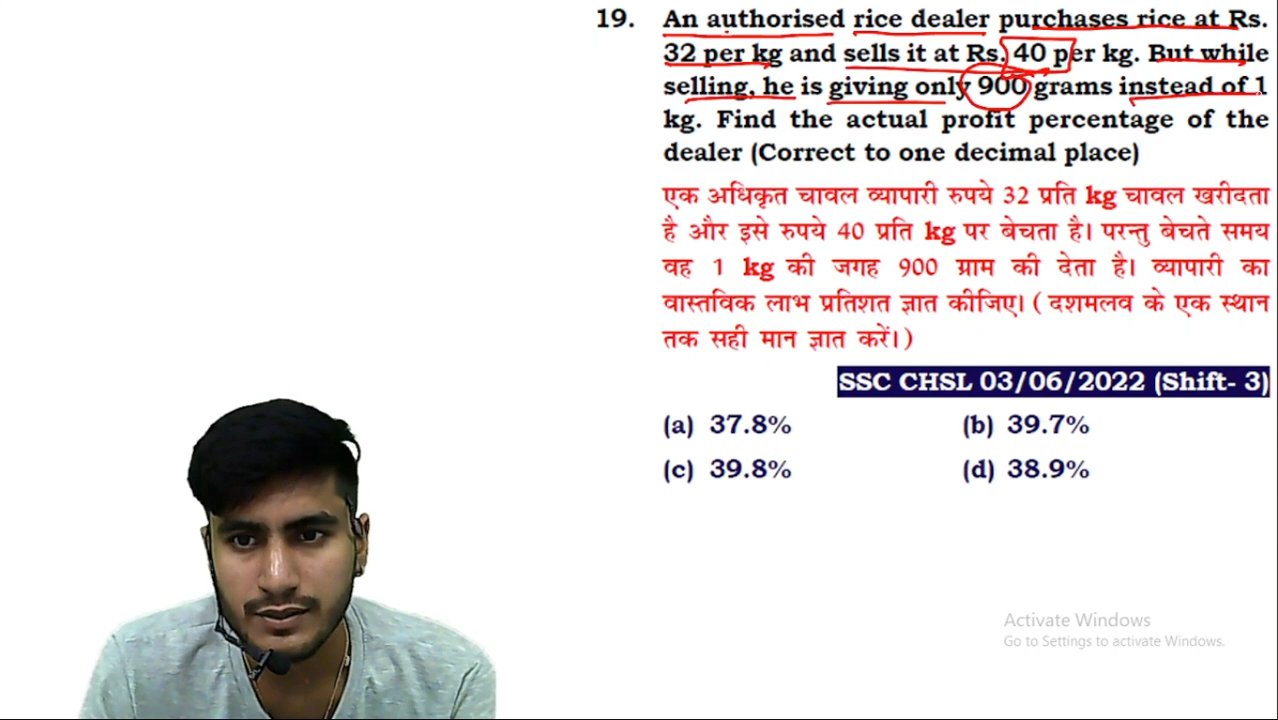 19. An authorised rice dealer purchases rice at Rs.
32 per kg and sells it at Rs. 40 per kg. But while
selling, he is giving only 900 grams instead of 1
kg. Find the actual profit percentage of the
dealer (Correct to one decimal place)
एक अधिकृत चावल व्यापारी रुपये 32 प्रति kg चावल खरीदता
है और इसे रुपये 40 प्रति kg पर बेचता है। परन्तु बेचते समय
वह 1 kg की जगह 900 ग्राम की देता है। व्यापारी का
वास्तविक लाभ प्रतिशत ज्ञात कीजिए। ( दशमलव के एक स्थान
तक सही मान ज्ञात करें।)
SSC CHSL 03/06/2022 (Shift- 3)
(a) 37.8% (b) 39.7%
(c) 39.8% (d) 38.9%
Activate Windows
Go to Settings to activate Windows.